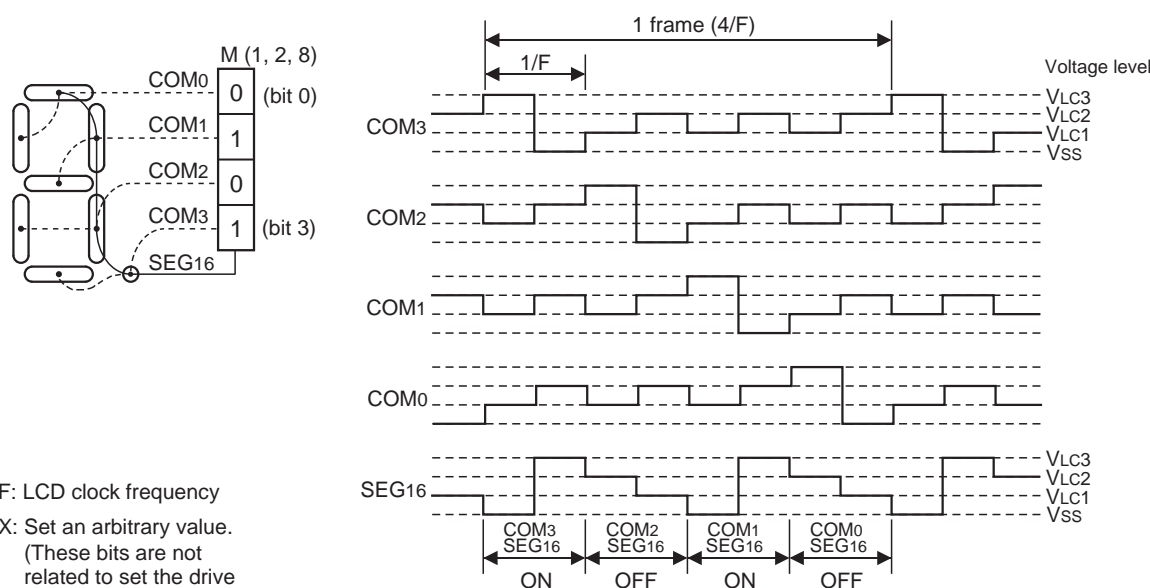 1 frame (4/F)
M (1, 2, 8)
1/F
Voltage level
COM0
0
(bit 0)
VLC3
VLC2
VLC1
VSS
COM3
COM1
1
COM2
0
COM3
1
(bit 3)
COM2
SEG16
COM1
COM0
VLC3
VLC2
VLC1
VSS
SEG16
F: LCD clock frequency
X: Set an arbitrary value.
(These bits are not
related to set the drive
COM3 COM2 COM1 COM0
SEG16 SEG16 SEG16 SEG16
ON OFF ON OFF